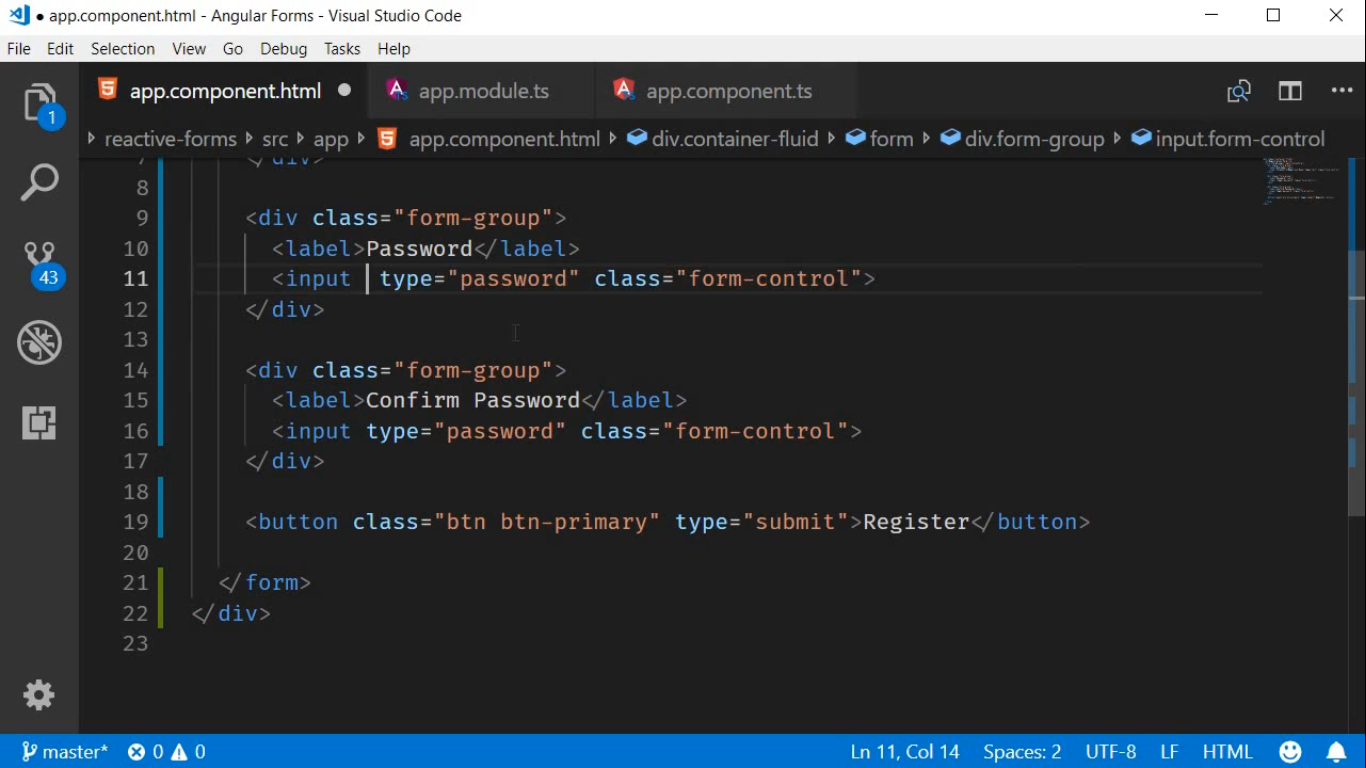 app.component.html - Angular Forms - Visual Studio Code
File Edit Selection View Go Debug Tasks Help
app.component.html app.module.ts app.component.ts
1
reactive-forms src app app.component.html div.container-fluid form div.form-group input.form-control
7 </div>
8
9 <div class="form-group">
10 <label>Password</label>
11 <input  type="password" class="form-control">
12 </div>
13
14 <div class="form-group">
15 <label>Confirm Password</label>
16 <input type="password" class="form-control">
17 </div>
18
19 <button class="btn btn-primary" type="submit">Register</button>
20
21 </form>
22 </div>
23
43
master* 0 0 Ln 11, Col 14 Spaces: 2 UTF-8 LF HTML